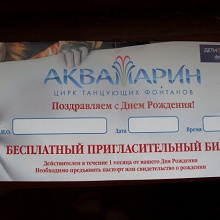 ДЕТИ
АКВАМАРИН
ЦИРК ТАНЦУЮЩИХ ФОНТАНОВ
Поздравляем с Днем Рождения!
Дата
Время
БЕСПЛАТНЫЙ ПРИГЛАСИТЕЛЬНЫЙ БИ
Действителен в течение 1 месяца от вашего Дня Рождения
Необходимо предъявить паспорт или свидетельство о рождении